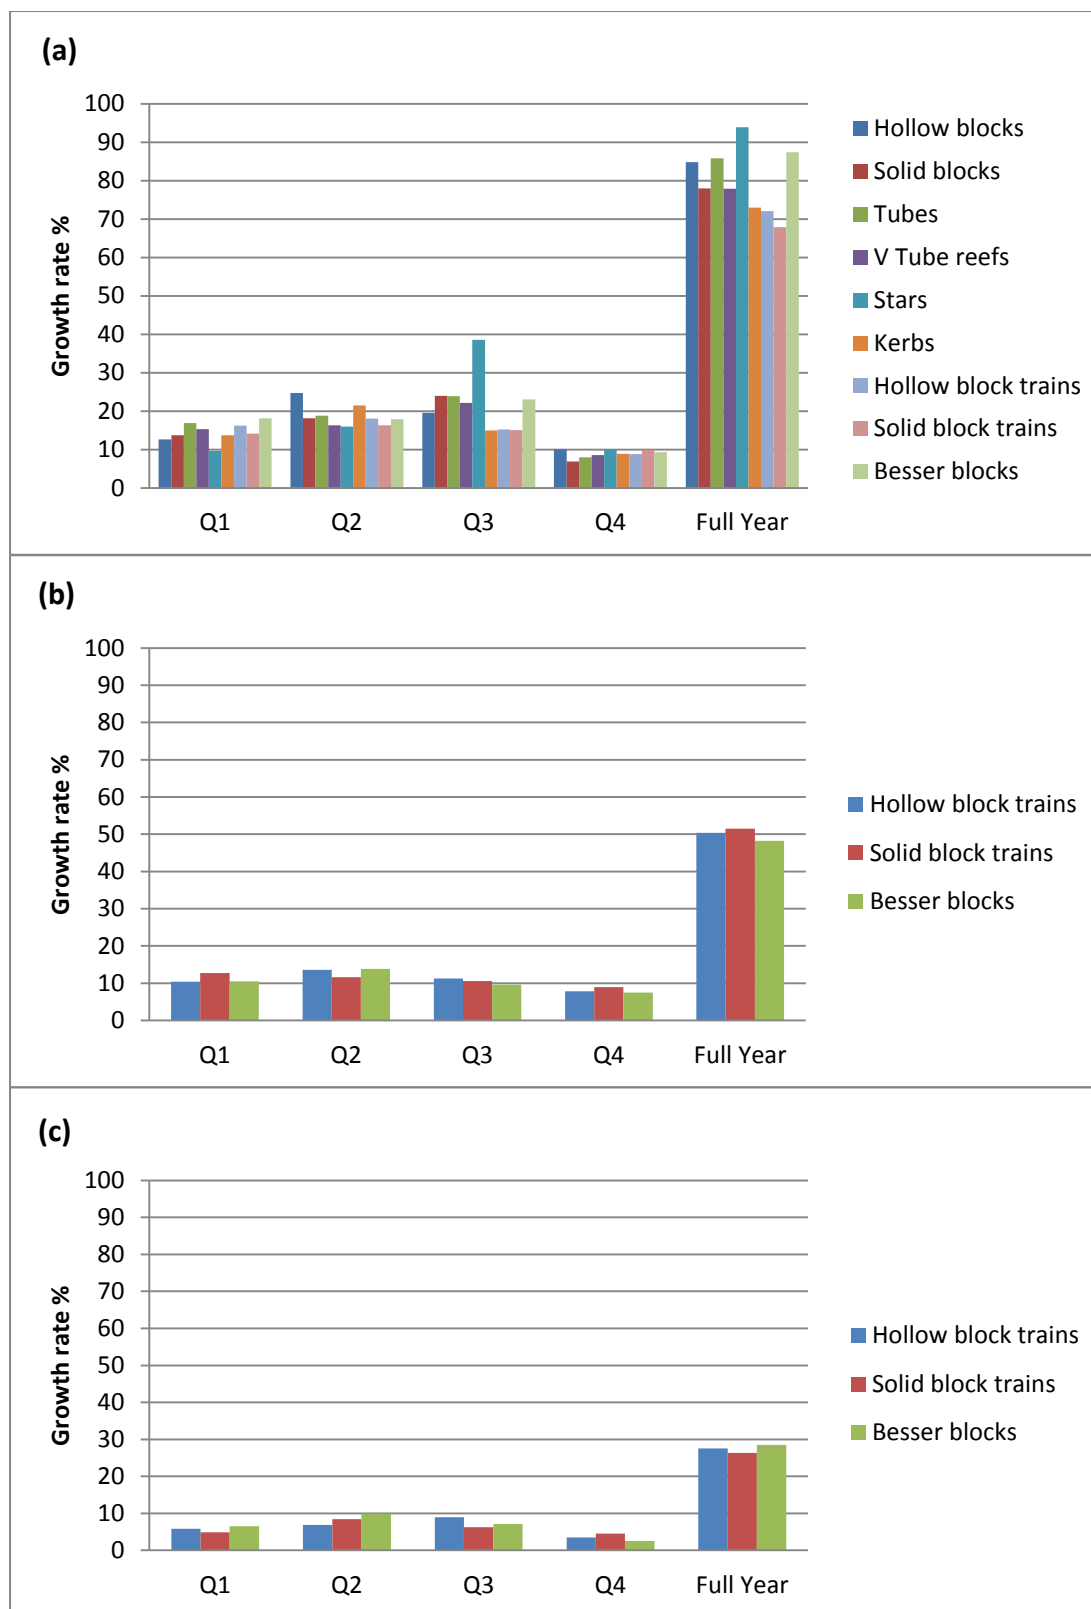 (a)
100
90
80
70
60
50
40
30
20
10
0
Growth rate %
Q1 Q2 Q3 Q4 Full Year
Hollow blocks
Solid blocks
Tubes
V Tube reefs
Stars
Kerbs
Hollow block trains
Solid block trains
Besser blocks
(b)
100
90
80
70
60
50
40
30
20
10
0
Growth rate %
Q1 Q2 Q3 Q4 Full Year
Hollow block trains
Solid block trains
Besser blocks
(c)
100
90
80
70
60
50
40
30
20
10
0
Growth rate %
Q1 Q2 Q3 Q4 Full Year
Hollow block trains
Solid block trains
Besser blocks